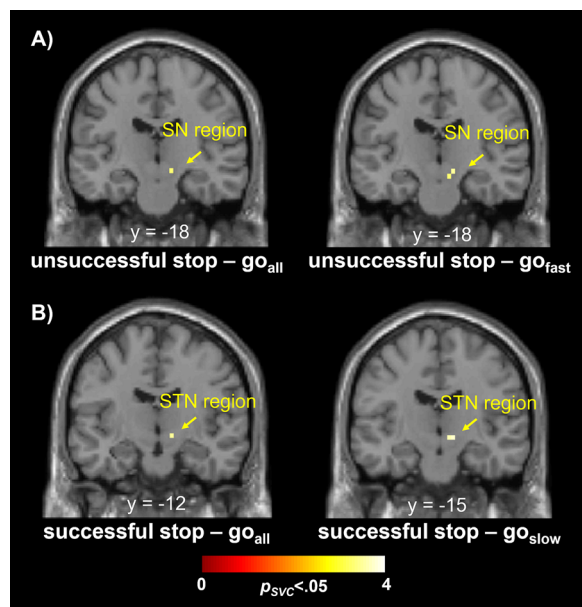 A)
SN region
SN region
y = -18
y = -18
unsuccessful stop – go_all
unsuccessful stop – go_fast
B)
STN region
STN region
y = -12
y = -15
successful stop – go_all
successful stop – go_slow
0
p_SVC<.05
4